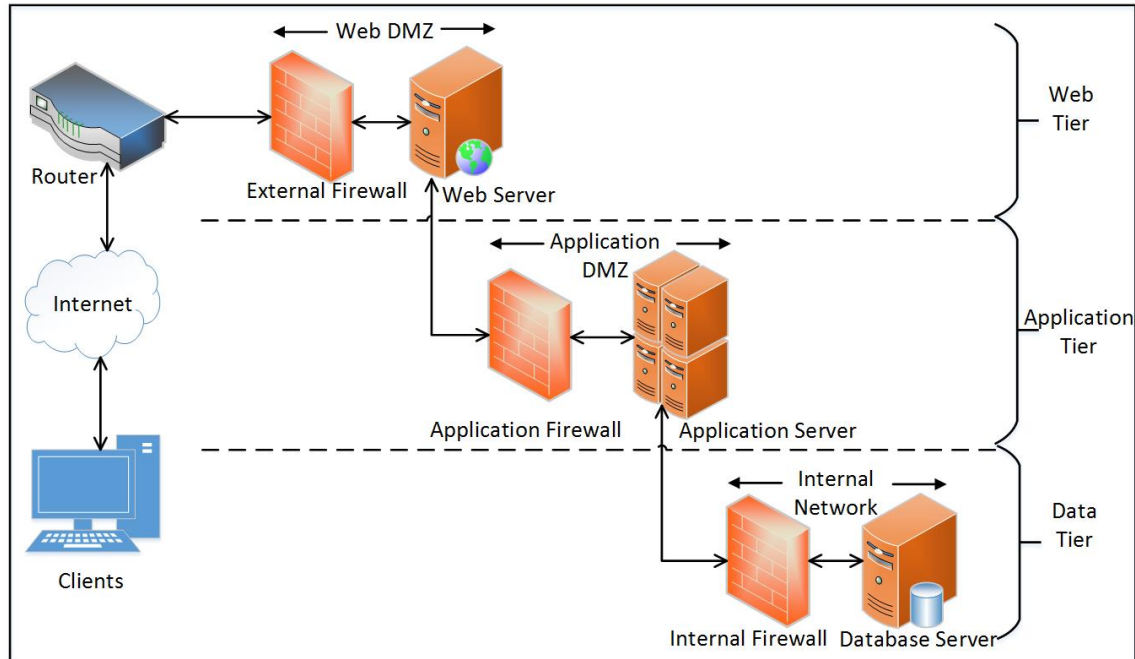 Web DMZ
Router
External Firewall
Web Server
Web
Tier
Internet
Clients
Application
DMZ
Application Firewall
Application Server
Application
Tier
Internal
Network
Internal Firewall
Database Server
Data
Tier